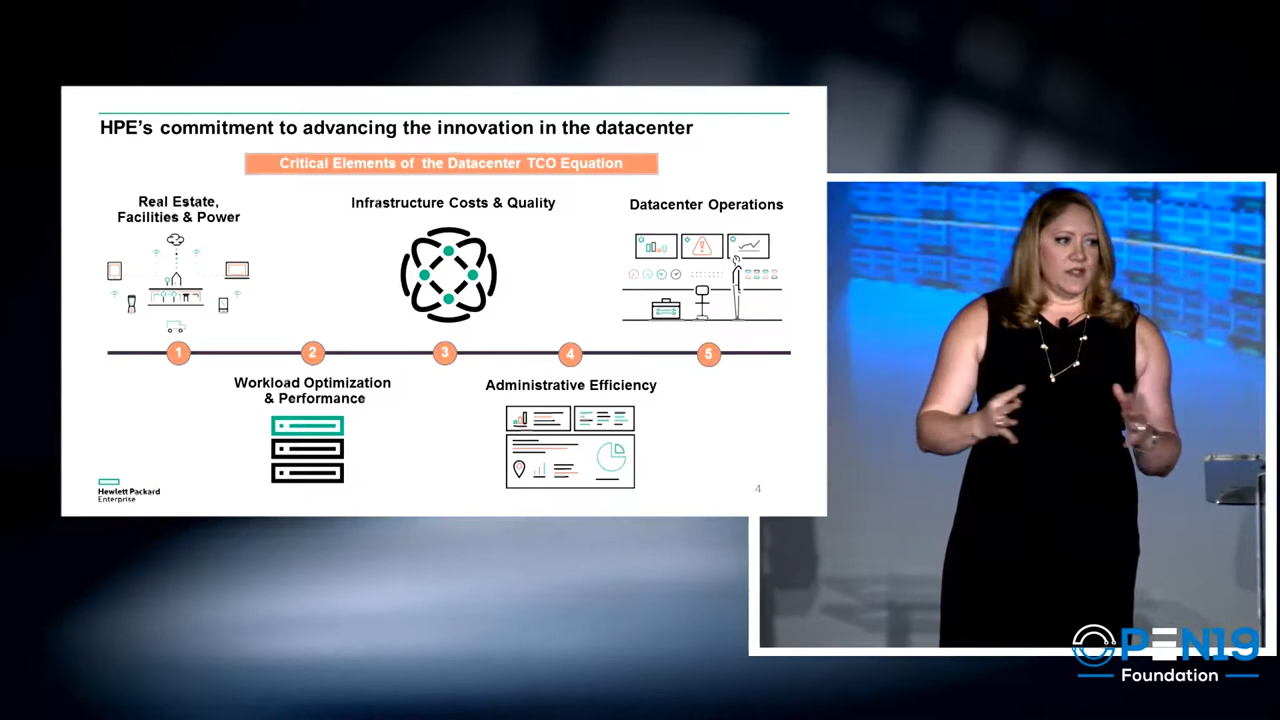 HPE's commitment to advancing the innovation in the datacenter
Critical Elements of the Datacenter TCO Equation
Real Estate,
Facilities & Power
Infrastructure Costs & Quality
Datacenter Operations
1
2
3
4
5
Workload Optimization
& Performance
Administrative Efficiency
Hewlett Packard
Enterprise
4
OPEN19
Foundation